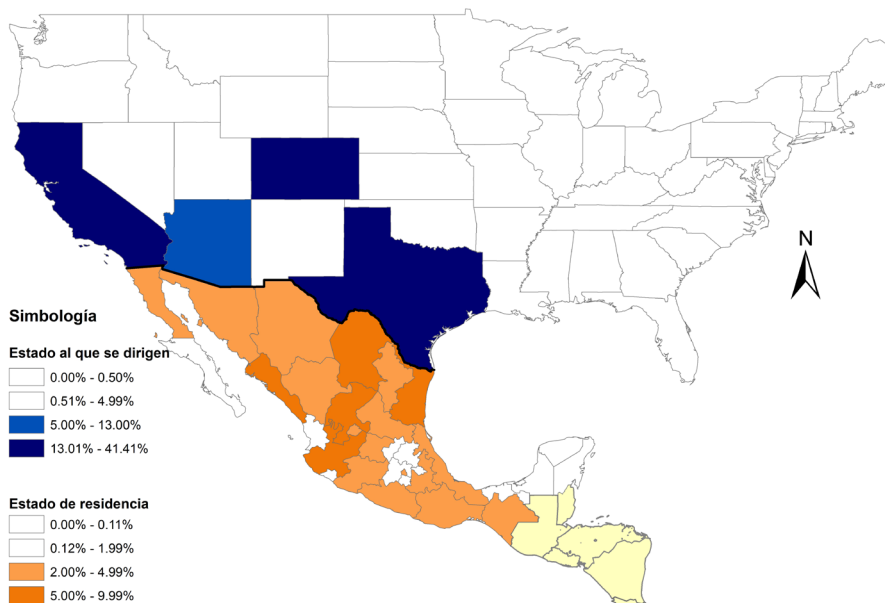 N
Simbología
Estado al que se dirigen
0.00% - 0.50%
0.51% - 4.99%
5.00% - 13.00%
13.01% - 41.41%
Estado de residencia
0.00% - 0.11%
0.12% - 1.99%
2.00% - 4.99%
5.00% - 9.99%